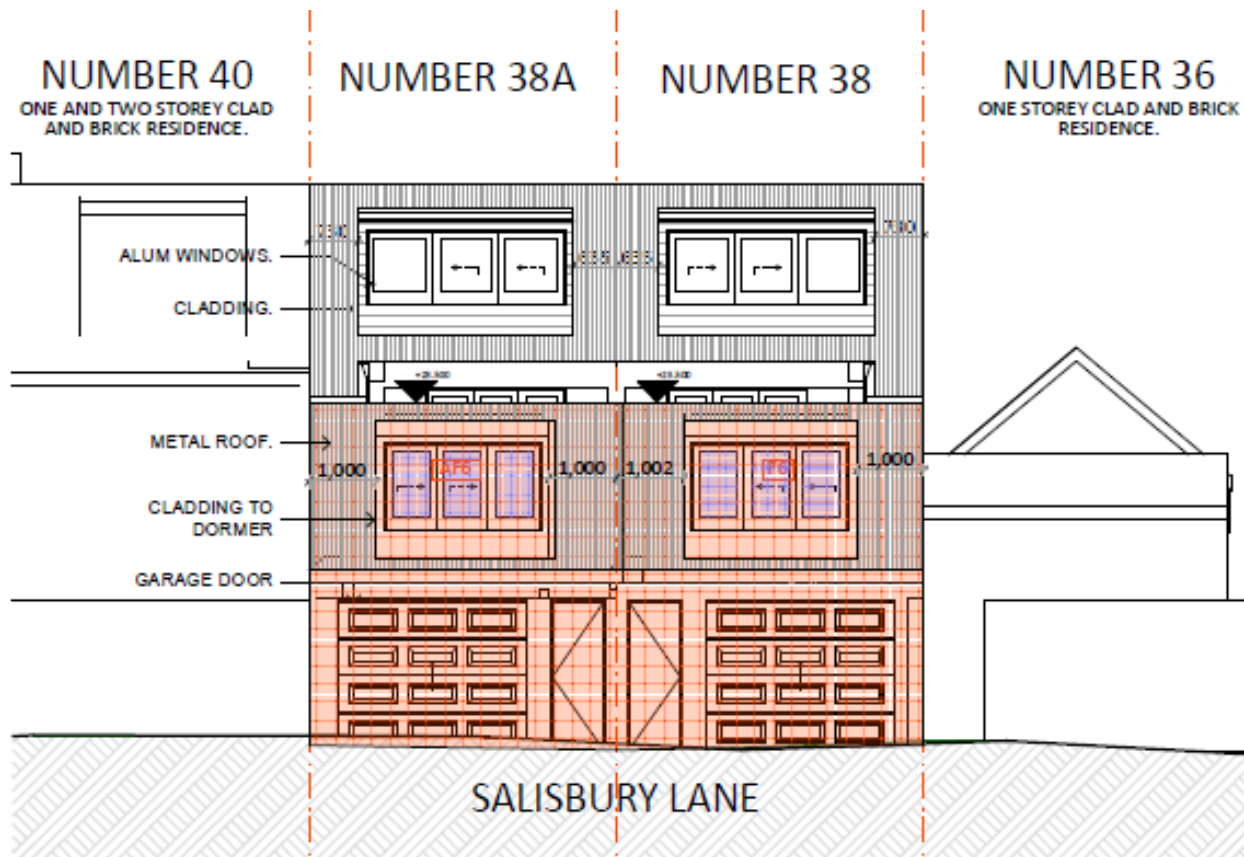 NUMBER 40
ONE AND TWO STOREY CLAD
AND BRICK RESIDENCE.
NUMBER 38A
NUMBER 38
NUMBER 36
ONE STOREY CLAD AND BRICK
RESIDENCE.
ALUM WINDOWS.
CLADDING.
METAL ROOF.
1,000
1,000
1,002
1,000
AF6
CLADDING TO
DORMER
GARAGE DOOR
SALISBURY LANE